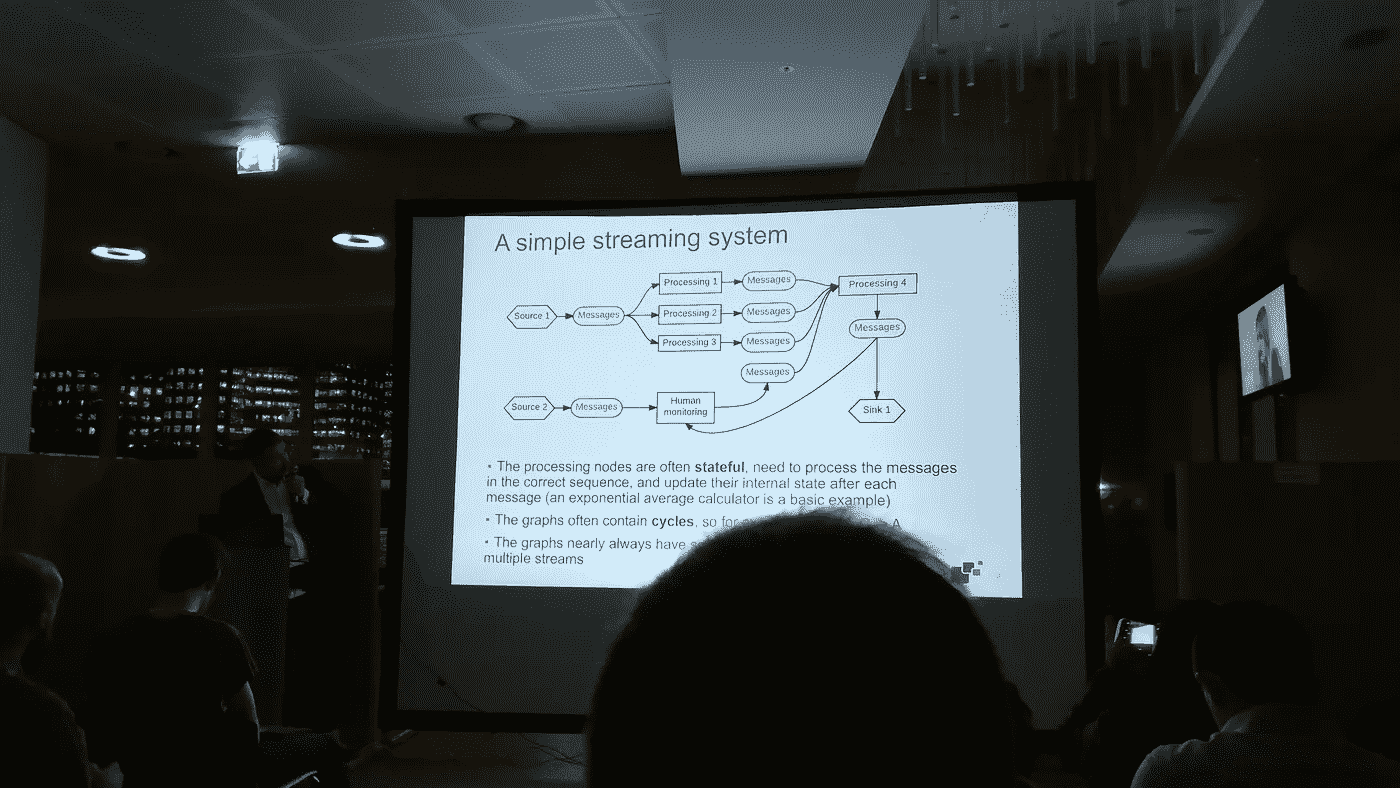 A simple streaming system
Processing 1
Messages
Processing 4
Source 1
Messages
Processing 2
Messages
Messages
Processing 3
Messages
Messages
Source 2
Messages
Human
monitoring
Sink 1
• The processing nodes are often stateful, need to process the messages
in the correct sequence, and update their internal state after each
message (an exponential average calculator is a basic example)
• The graphs often contain cycles, so
• The graphs nearly always have
multiple streams